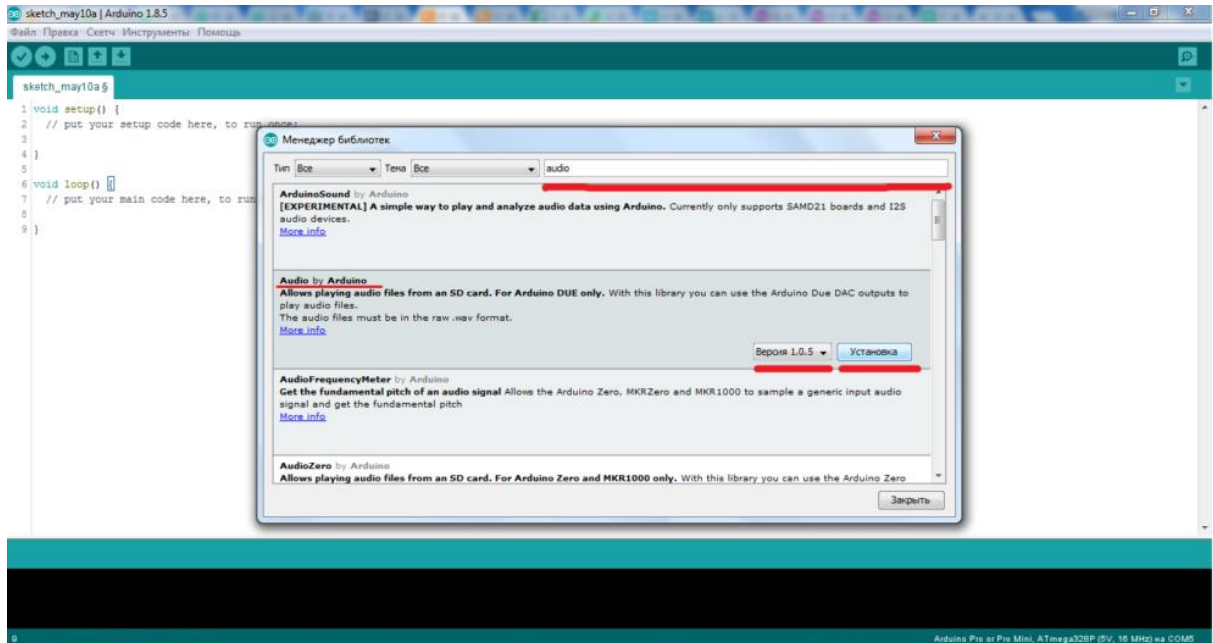 sketch_may10a | Arduino 1.8.5
Файл Правка Скетч Инструменты Помощь
sketch_may10a §
1 void setup() {
2 // put your setup code here, to run once:
3
4 }
5
6 void loop() {
7 // put your main code here, to run
8
9 }
Менеджер библиотек
Тип Все Тема Все audio
ArduinoSound by Arduino
[EXPERIMENTAL] A simple way to play and analyze audio data using Arduino. Currently only supports SAMD21 boards and I2S
audio devices.
More info
Audio by Arduino
Allows playing audio files from an SD card. For Arduino DUE only. With this library you can use the Arduino Due DAC outputs to
play audio files.
The audio files must be in the raw .wav format.
More info
Версия 1.0.5 Установка
AudioFrequencyMeter by Arduino
Get the fundamental pitch of an audio signal Allows the Arduino Zero, MKRZero and MKR1000 to sample a generic input audio
signal and get the fundamental pitch
More info
AudioZero by Arduino
Allows playing audio files from an SD card. For Arduino Zero and MKR1000 only. With this library you can use the Arduino Zero
Закрыть
9 Arduino Pro or Pro Mini, ATmega328P (5V, 16 MHz) на COM5